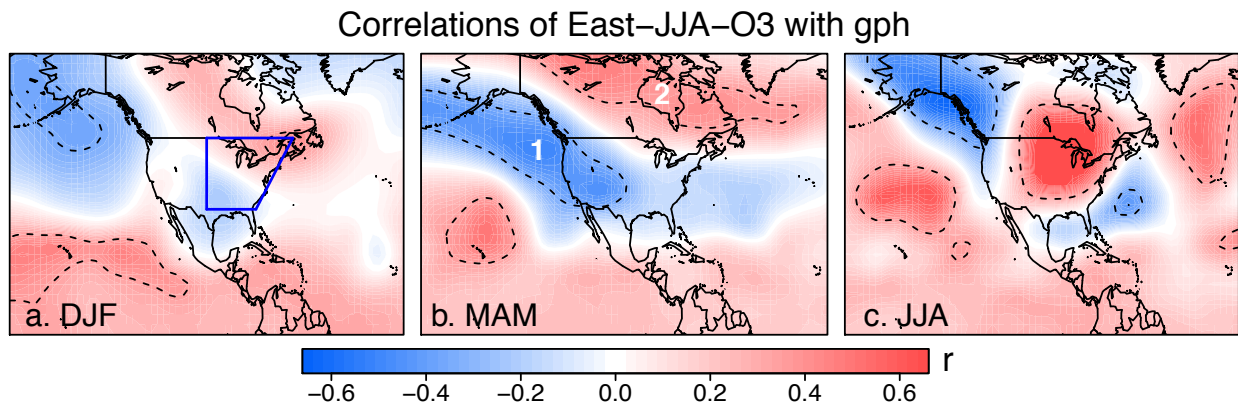 Correlations of East−JJA−O3 with gph
1
2
a. DJF
b. MAM
c. JJA
−0.6 −0.4 −0.2 0.0 0.2 0.4 0.6 r